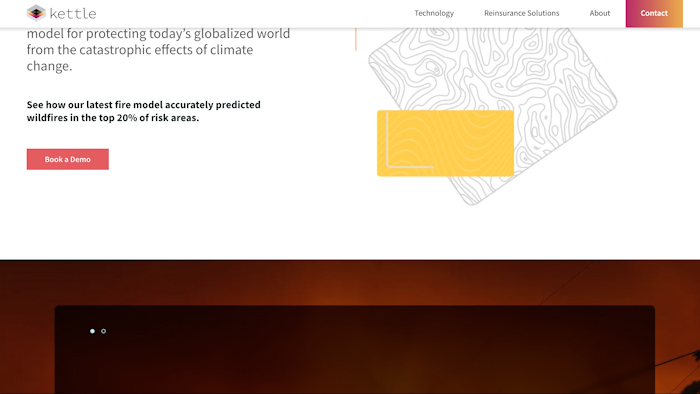 kettle
Technology
Reinsurance Solutions
About
Contact
model for protecting today's globalized world
from the catastrophic effects of climate
change.
See how our latest fire model accurately predicted
wildfires in the top 20% of risk areas.
Book a Demo